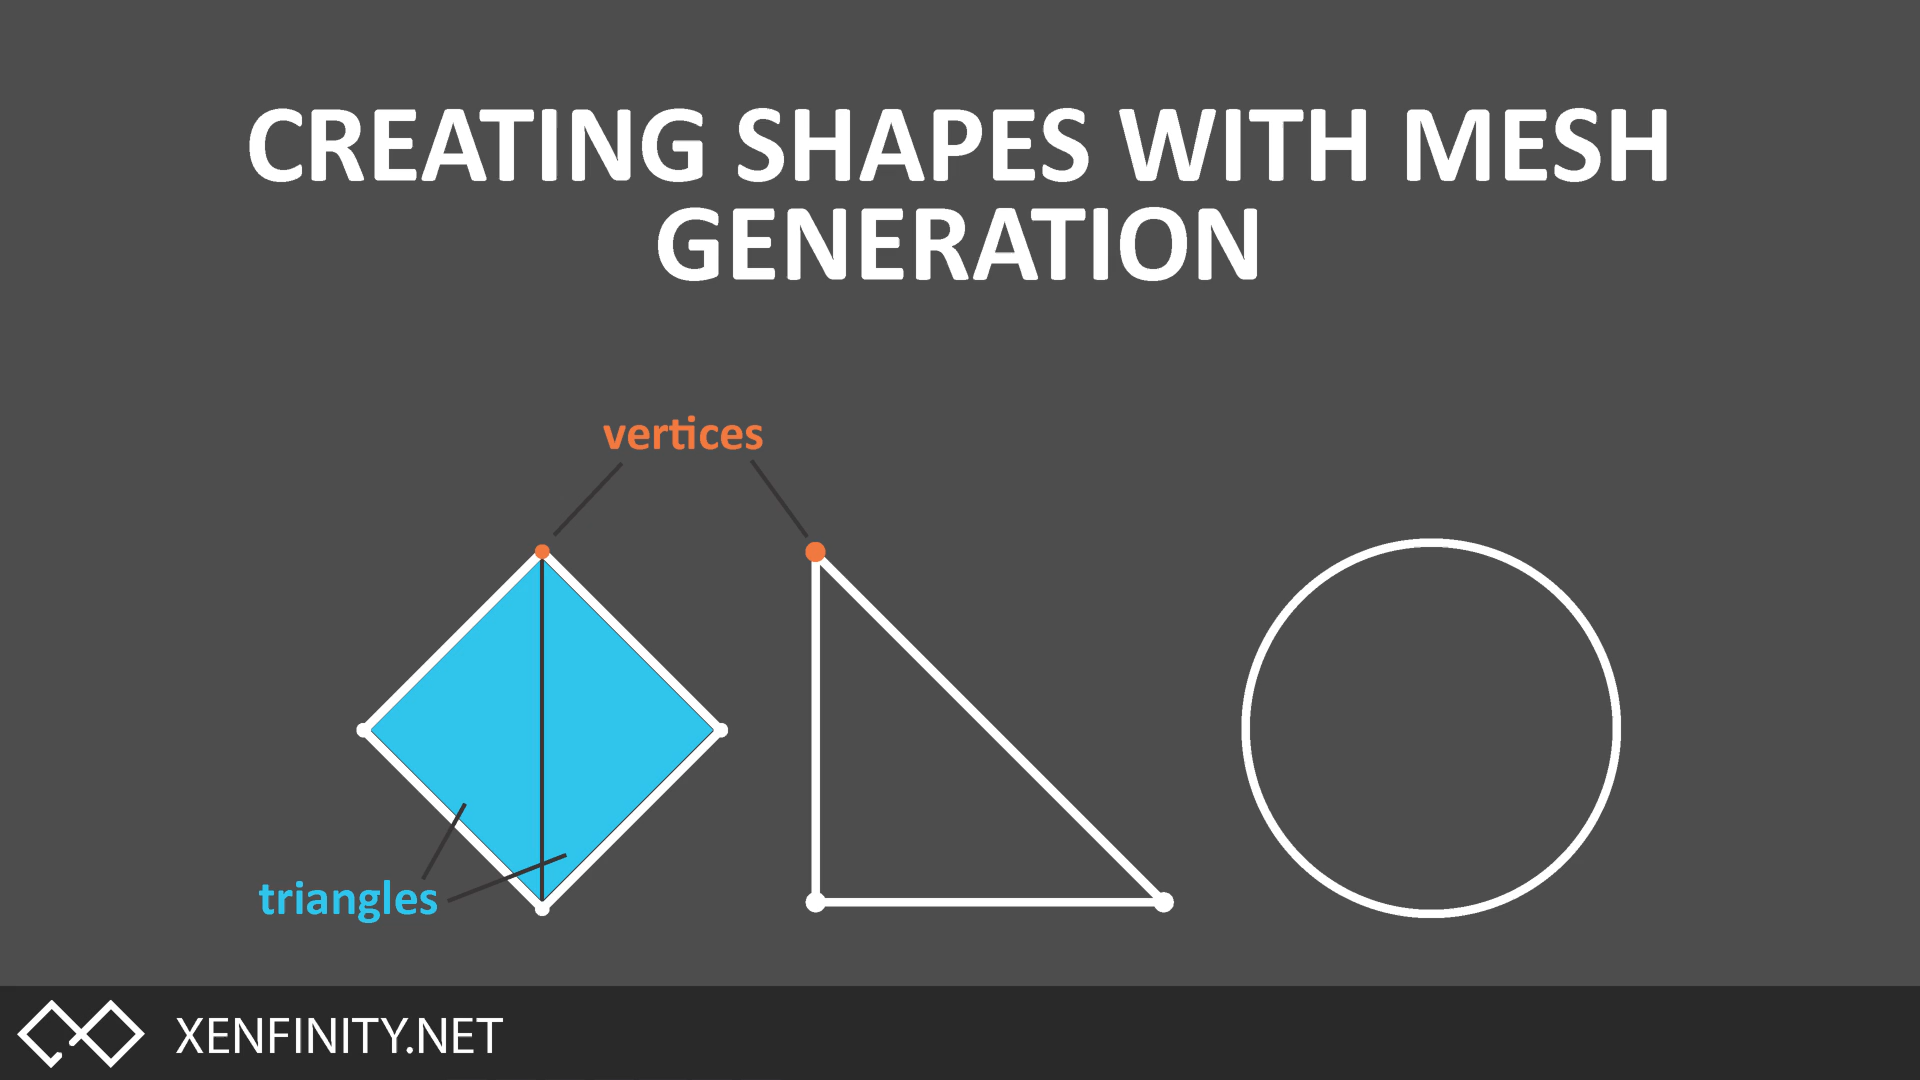 CREATING SHAPES WITH MESH
GENERATION
vertices
triangles
XENFINITY.NET